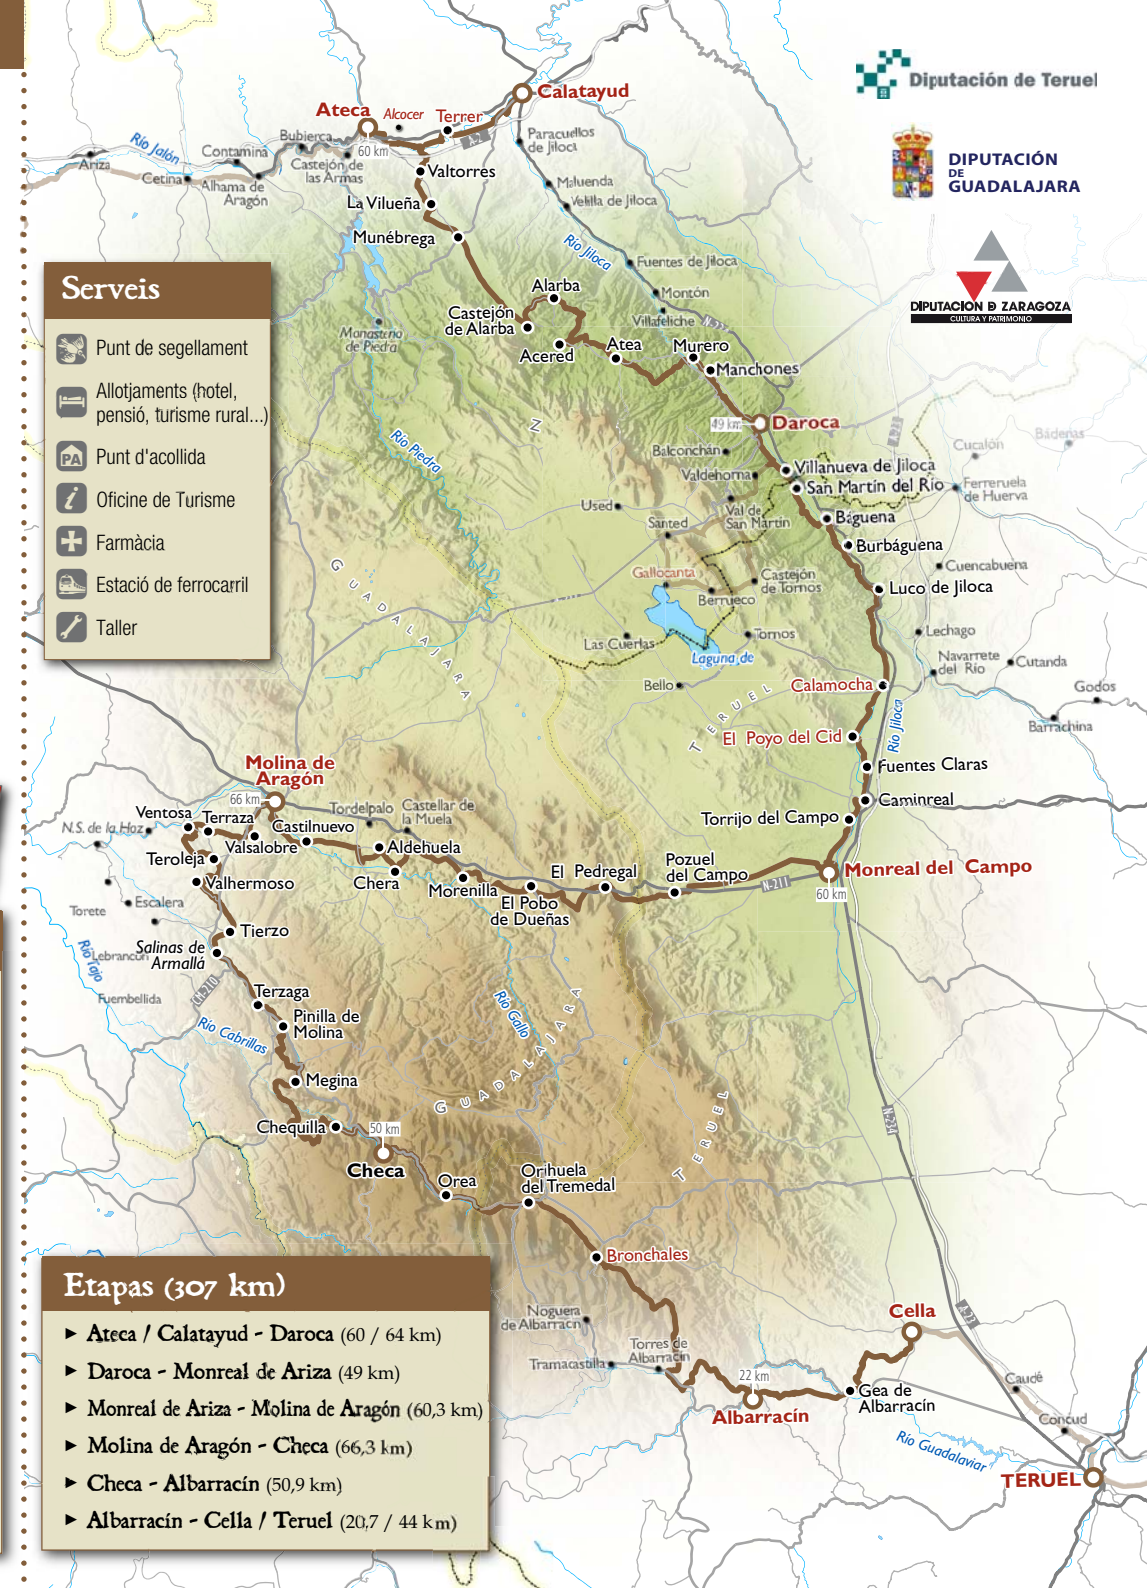 Diputación de Teruel
DIPUTACIÓN
DE
GUADALAJARA
DIPUTACION D ZARAGOZA
CULTURA Y PATRIMONIO
Calatayud
Ateca
Alcocer
Terrer
60 km
A-2
Río Jalón
Bubierca
Contamina
Ariza
Cetina
Alhama de
Aragón
Castejón de
las Armas
Paracuellos
de Jiloca
Maluenda
Velilla de Jiloca
Valtorres
La Vilueña
Munébrega
Río Jiloca
Fuentes de Jiloca
Montón
Villafeliche
Alarba
Castejón
de Alarba
Acered
Atea
Murero
Manchones
Monasterio
de Piedra
Río Piedra
Z
49 km
Daroca
Balconchán
Valdehorna
Villanueva de Jiloca
San Martín del Río
Used
Santed
Val de
San Martín
Báguena
Burbáguena
Cucalón
Bádenas
Ferreruela
de Huerva
Cuencabuena
Luco de Jiloca
Gallocanta
Berrueco
Castejón
de Tornos
Las Cuerlas
Tornos
Laguna de
Bello
Lechago
Navarrete
del Río
Cutanda
Godos
Barrachina
Calamocha
El Poyo del Cid
Río Jiloca
Fuentes Claras
Caminreal
Torrijo del Campo
GUADALAJARA
TERUEL
Serveis
Punt de segellament
Allotjaments (hotel,
pensió, turisme rural...)
PA
Punt d'acollida
i
Oficine de Turisme
Farmàcia
Estació de ferrocarril
Taller
Molina de
Aragón
66 km
Ventosa
Terraza
N.S. de la Hoz
Valsalobre
Castilnuevo
Tordelpalo
Castellar de
la Muela
Teroleja
Valhermoso
Aldehuela
Chera
Morenilla
El Pobo
de Dueñas
El Pedregal
Pozuel
del Campo
N-211
Monreal del Campo
60 km
Torete
Escalera
Tierzo
Salinas de
Armallá
Lebrancón
Río Tajo
Fuembellida
CM-210
Terzaga
Pinilla de
Molina
Río Cabrillas
Río Gallo
Megina
Chequilla
50 km
Checa
Orea
Orihuela
del Tremedal
GUADALAJARA
TERUEL
N-234
Bronchales
Noguera
de Albarracín
Tramacastilla
Torres de
Albarracín
22 km
Albarracín
Cella
A-23
Gea de
Albarracín
Caudé
Concud
Río Guadalaviar
TERUEL
Etapas (307 km)
► Ateca / Calatayud - Daroca (60 / 64 km)
► Daroca - Monreal de Ariza (49 km)
► Monreal de Ariza - Molina de Aragón (60,3 km)
► Molina de Aragón - Checa (66,3 km)
► Checa - Albarracín (50,9 km)
► Albarracín - Cella / Teruel (20,7 / 44 km)